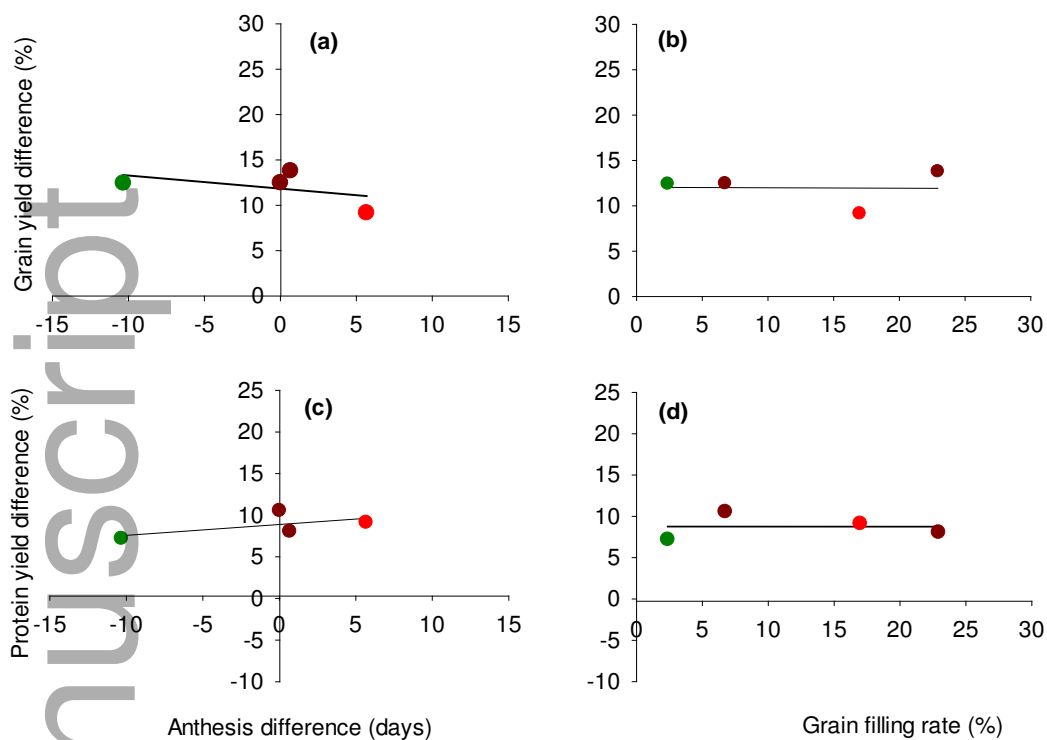 Grain yield difference (%)
(a)
30
25
20
15
10
5
0
-15 -10 -5 0 5 10 15
(b)
30
25
20
15
10
5
0
0 5 10 15 20 25 30
Protein yield difference (%)
(c)
25
20
15
10
5
0
-5
-10
-15 -10 -5 0 5 10 15
Anthesis difference (days)
(d)
25
20
15
10
5
0
-5
-10
0 5 10 15 20 25 30
Grain filling rate (%)
nuscript